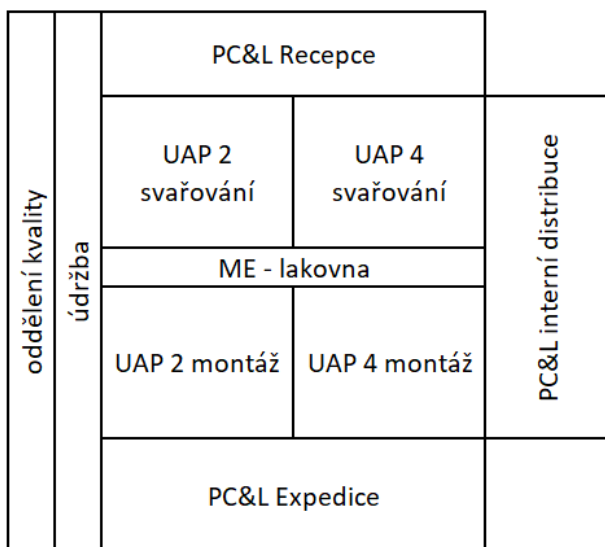 oddělení kvality
údržba
PC&L Recepce
UAP 2
svařování
UAP 4
svařování
ME - lakovna
UAP 2 montáž
UAP 4 montáž
PC&L Expedice
PC&L interní distribuce